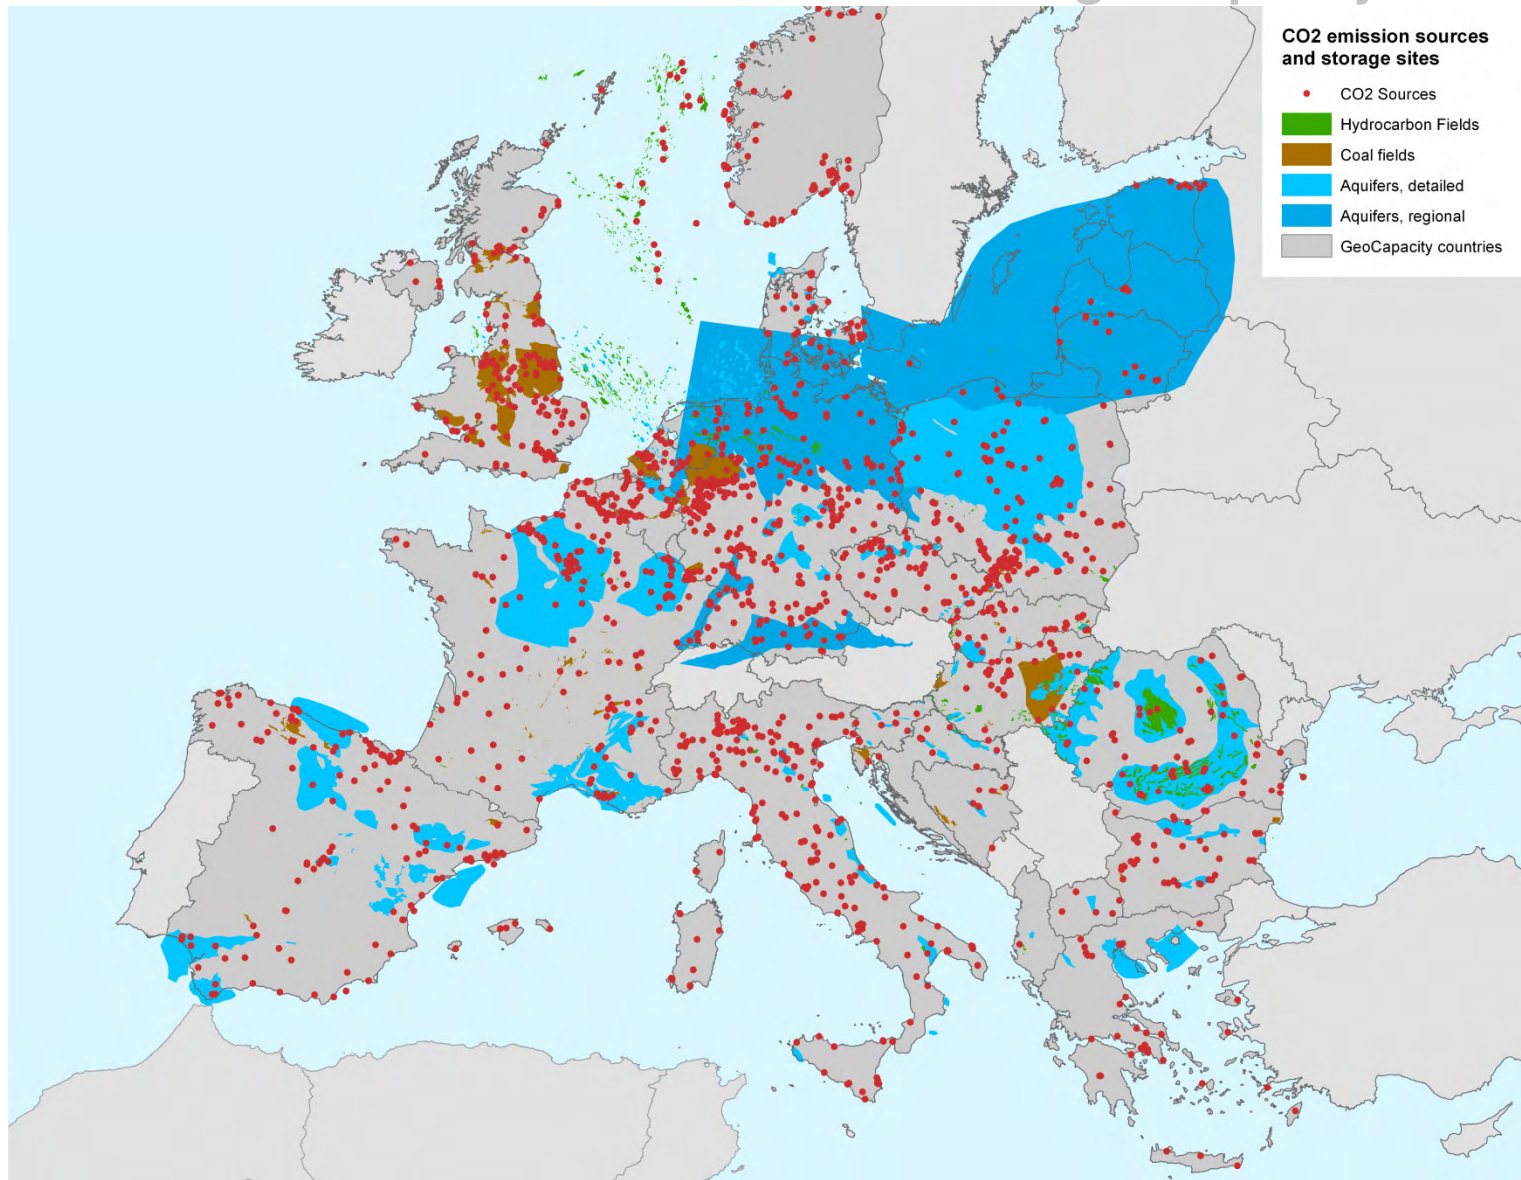 CO2 emission sources
and storage sites
CO2 Sources
Hydrocarbon Fields
Coal fields
Aquifers, detailed
Aquifers, regional
GeoCapacity countries